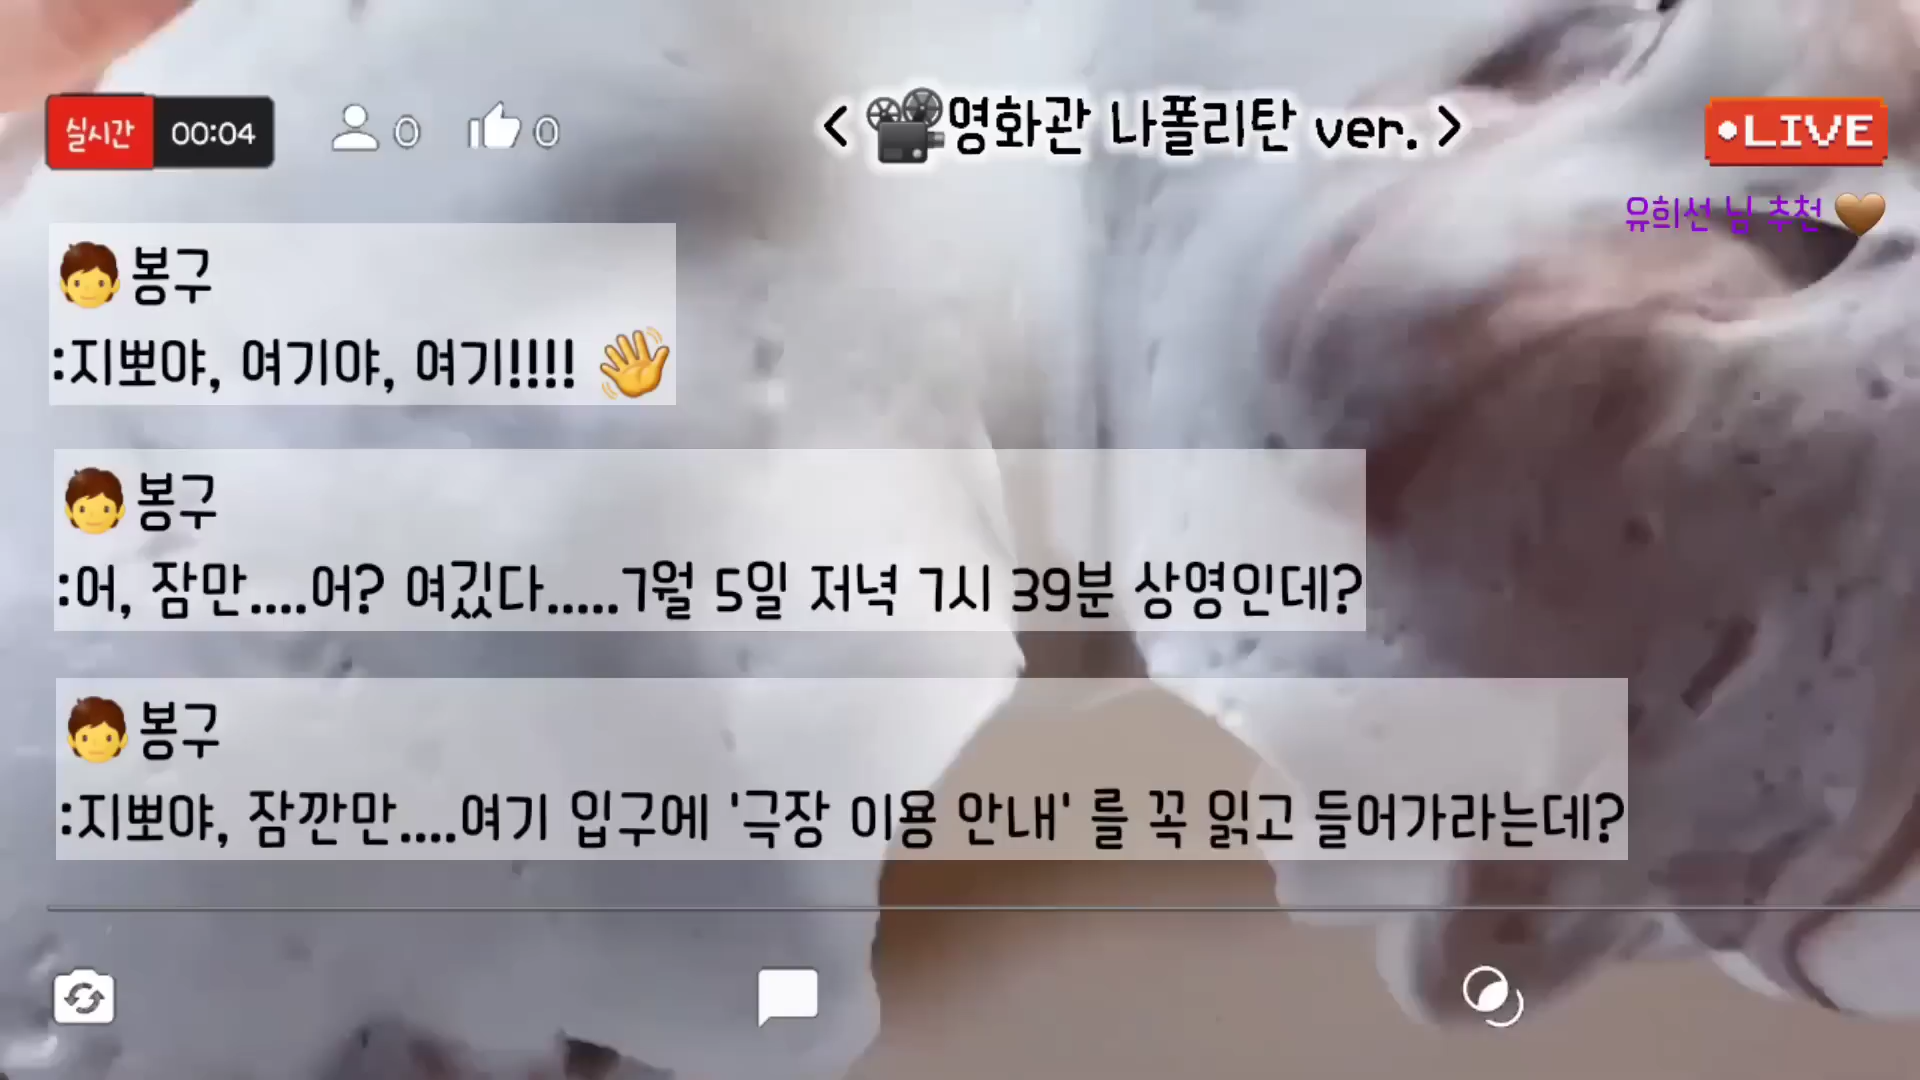 실시간 00:04 0 0
< 영화관 나폴리탄 ver. >
•LIVE
유희선 님 추천
봉구
:지뽀야, 여기야, 여기!!!!
봉구
:어, 잠만....어? 여깄다.....7월 5일 저녁 7시 39분 상영인데?
봉구
:지뽀야, 잠깐만....여기 입구에 '극장 이용 안내' 를 꼭 읽고 들어가라는데?